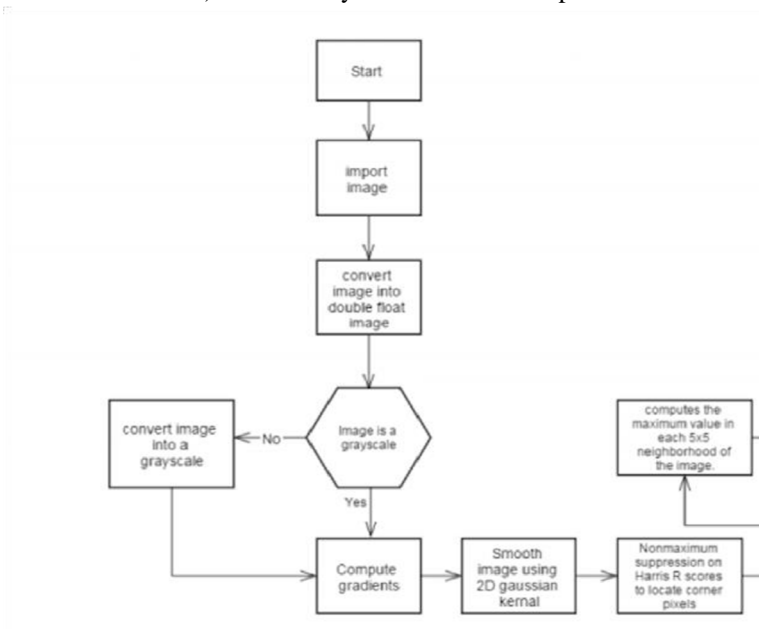 Start
import
image
convert
image into
double float
image
Image is a
grayscale
No
convert image
into a
grayscale
Yes
Compute
gradients
Smooth
image using
2D gaussian
kernal
Nonmaximum
suppression on
Harris R scores
to locate corner
pixels
computes the
maximum value in
each 5x5
neighborhood of
the image.